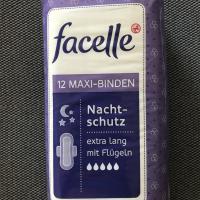 facelle
12 MAXI-BINDEN
Nacht-
schutz
extra lang
mit Flügeln